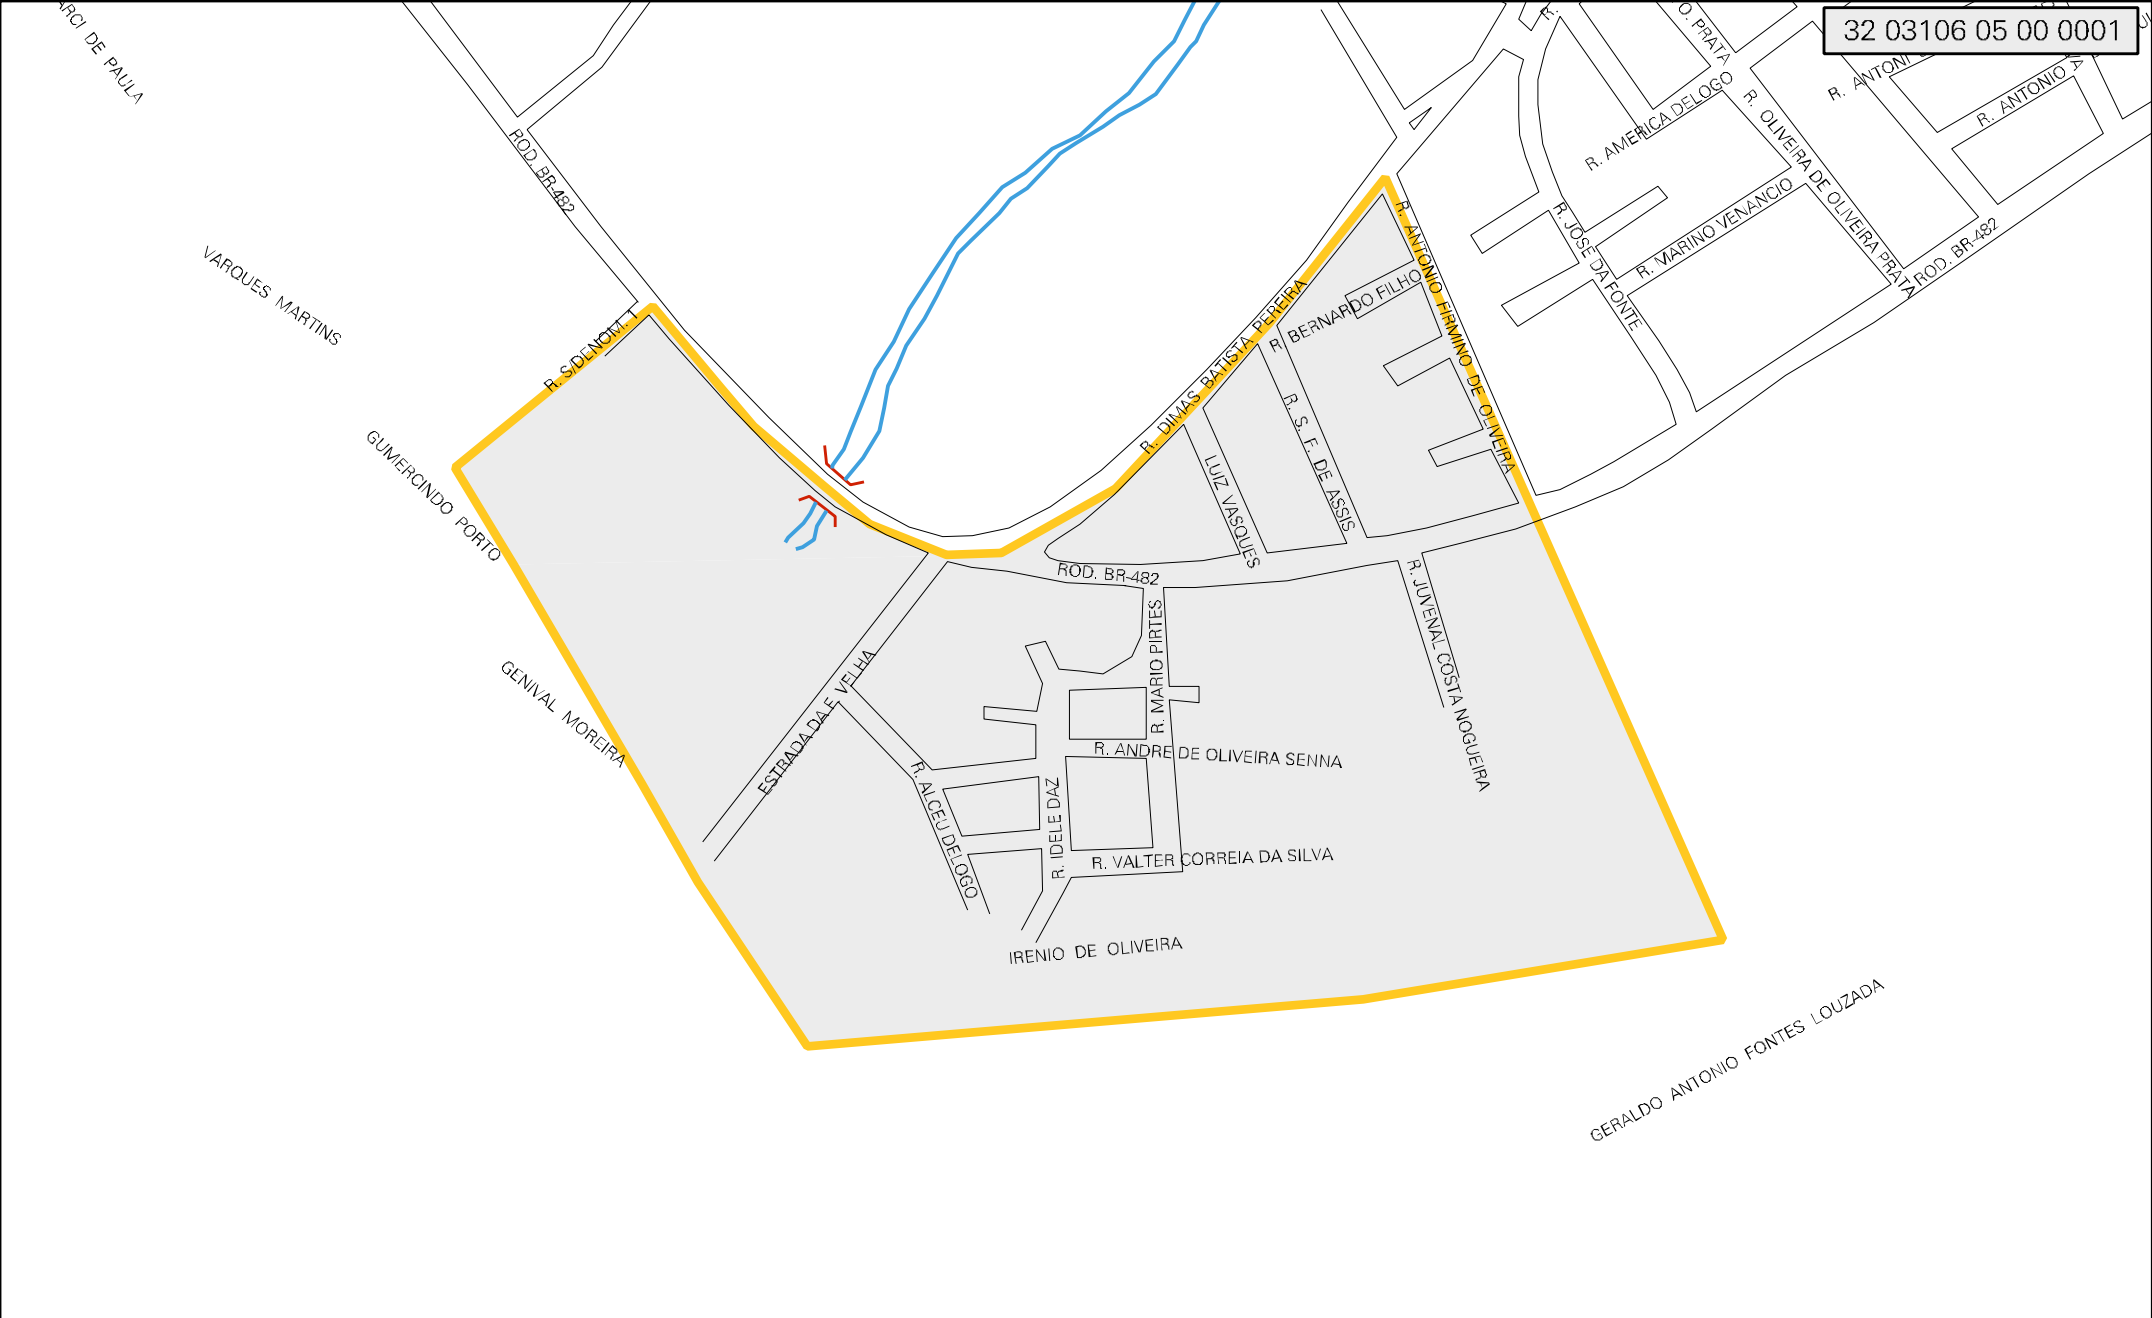 32 03106 05 00 0001
ARCI DE PAULA
O. PRATA
R.
R. ANTONI
R. ANTONIO
R. AMERICA DELOGO
R. OLIVEIRA DE OLIVEIRA PRATA
ROD. BR-482
R. MARINO VENANCIO
R. JOSE DA FONTE
ROD. BR-482
VARQUES MARTINS
R. S/DENOM. 1
R. ANTONIO FIRMINO DE OLIVEIRA
R BERNARDO FILHO
R. DIMAS BATISTA PEREIRA
R. S. F. DE ASSIS
LUIZ VASQUES
GUMERCINDO PORTO
ROD. BR-482
R. JUVENAL COSTA NOGUEIRA
R. MARIO PIRTES
ESTRADA DA F. VELHA
GENIVAL MOREIRA
R. ANDRE DE OLIVEIRA SENNA
R. ALCEU DELOGO
R. IDELE DAZ
R. VALTER CORREIA DA SILVA
IRENIO DE OLIVEIRA
GERALDO ANTONIO FONTES LOUZADA